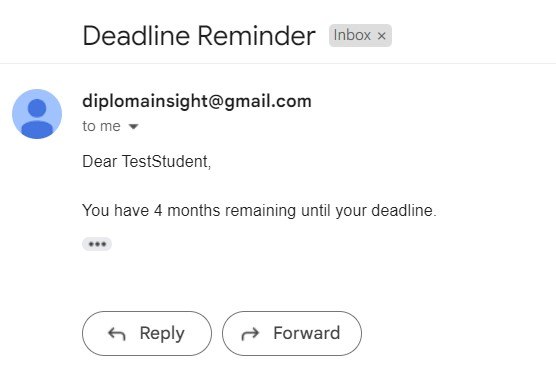 Deadline Reminder Inbox ×
diplomainsight@gmail.com
to me
Dear TestStudent,
You have 4 months remaining until your deadline.
•••
Reply Forward